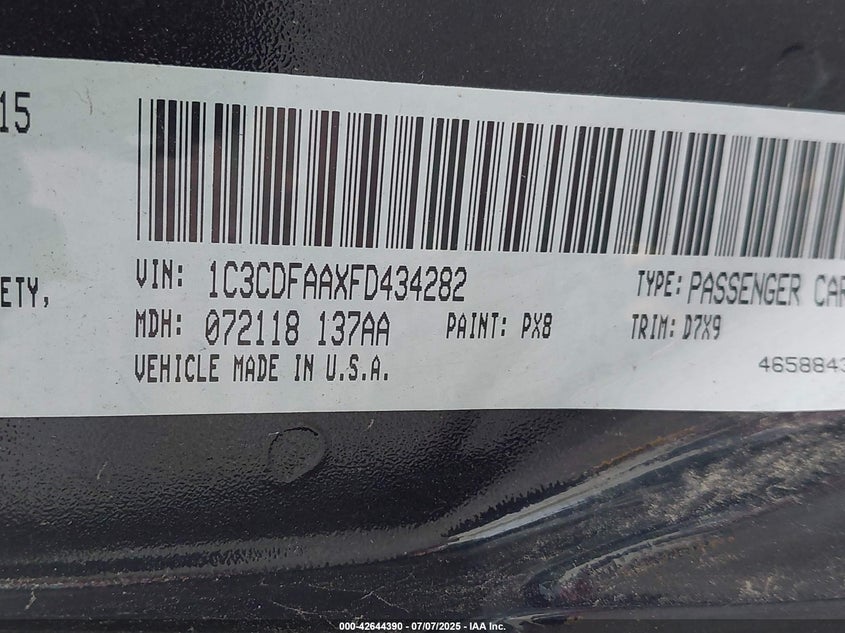 15
ETY,
VIN: 1C3CDFAAXFD434282 TYPE: PASSENGER CAR
MDH: 072118 137AA PAINT: PX8 TRIM: D7X9
VEHICLE MADE IN U.S.A. 4658843
000-42644390 | 07/07/2025 - IAA Inc.